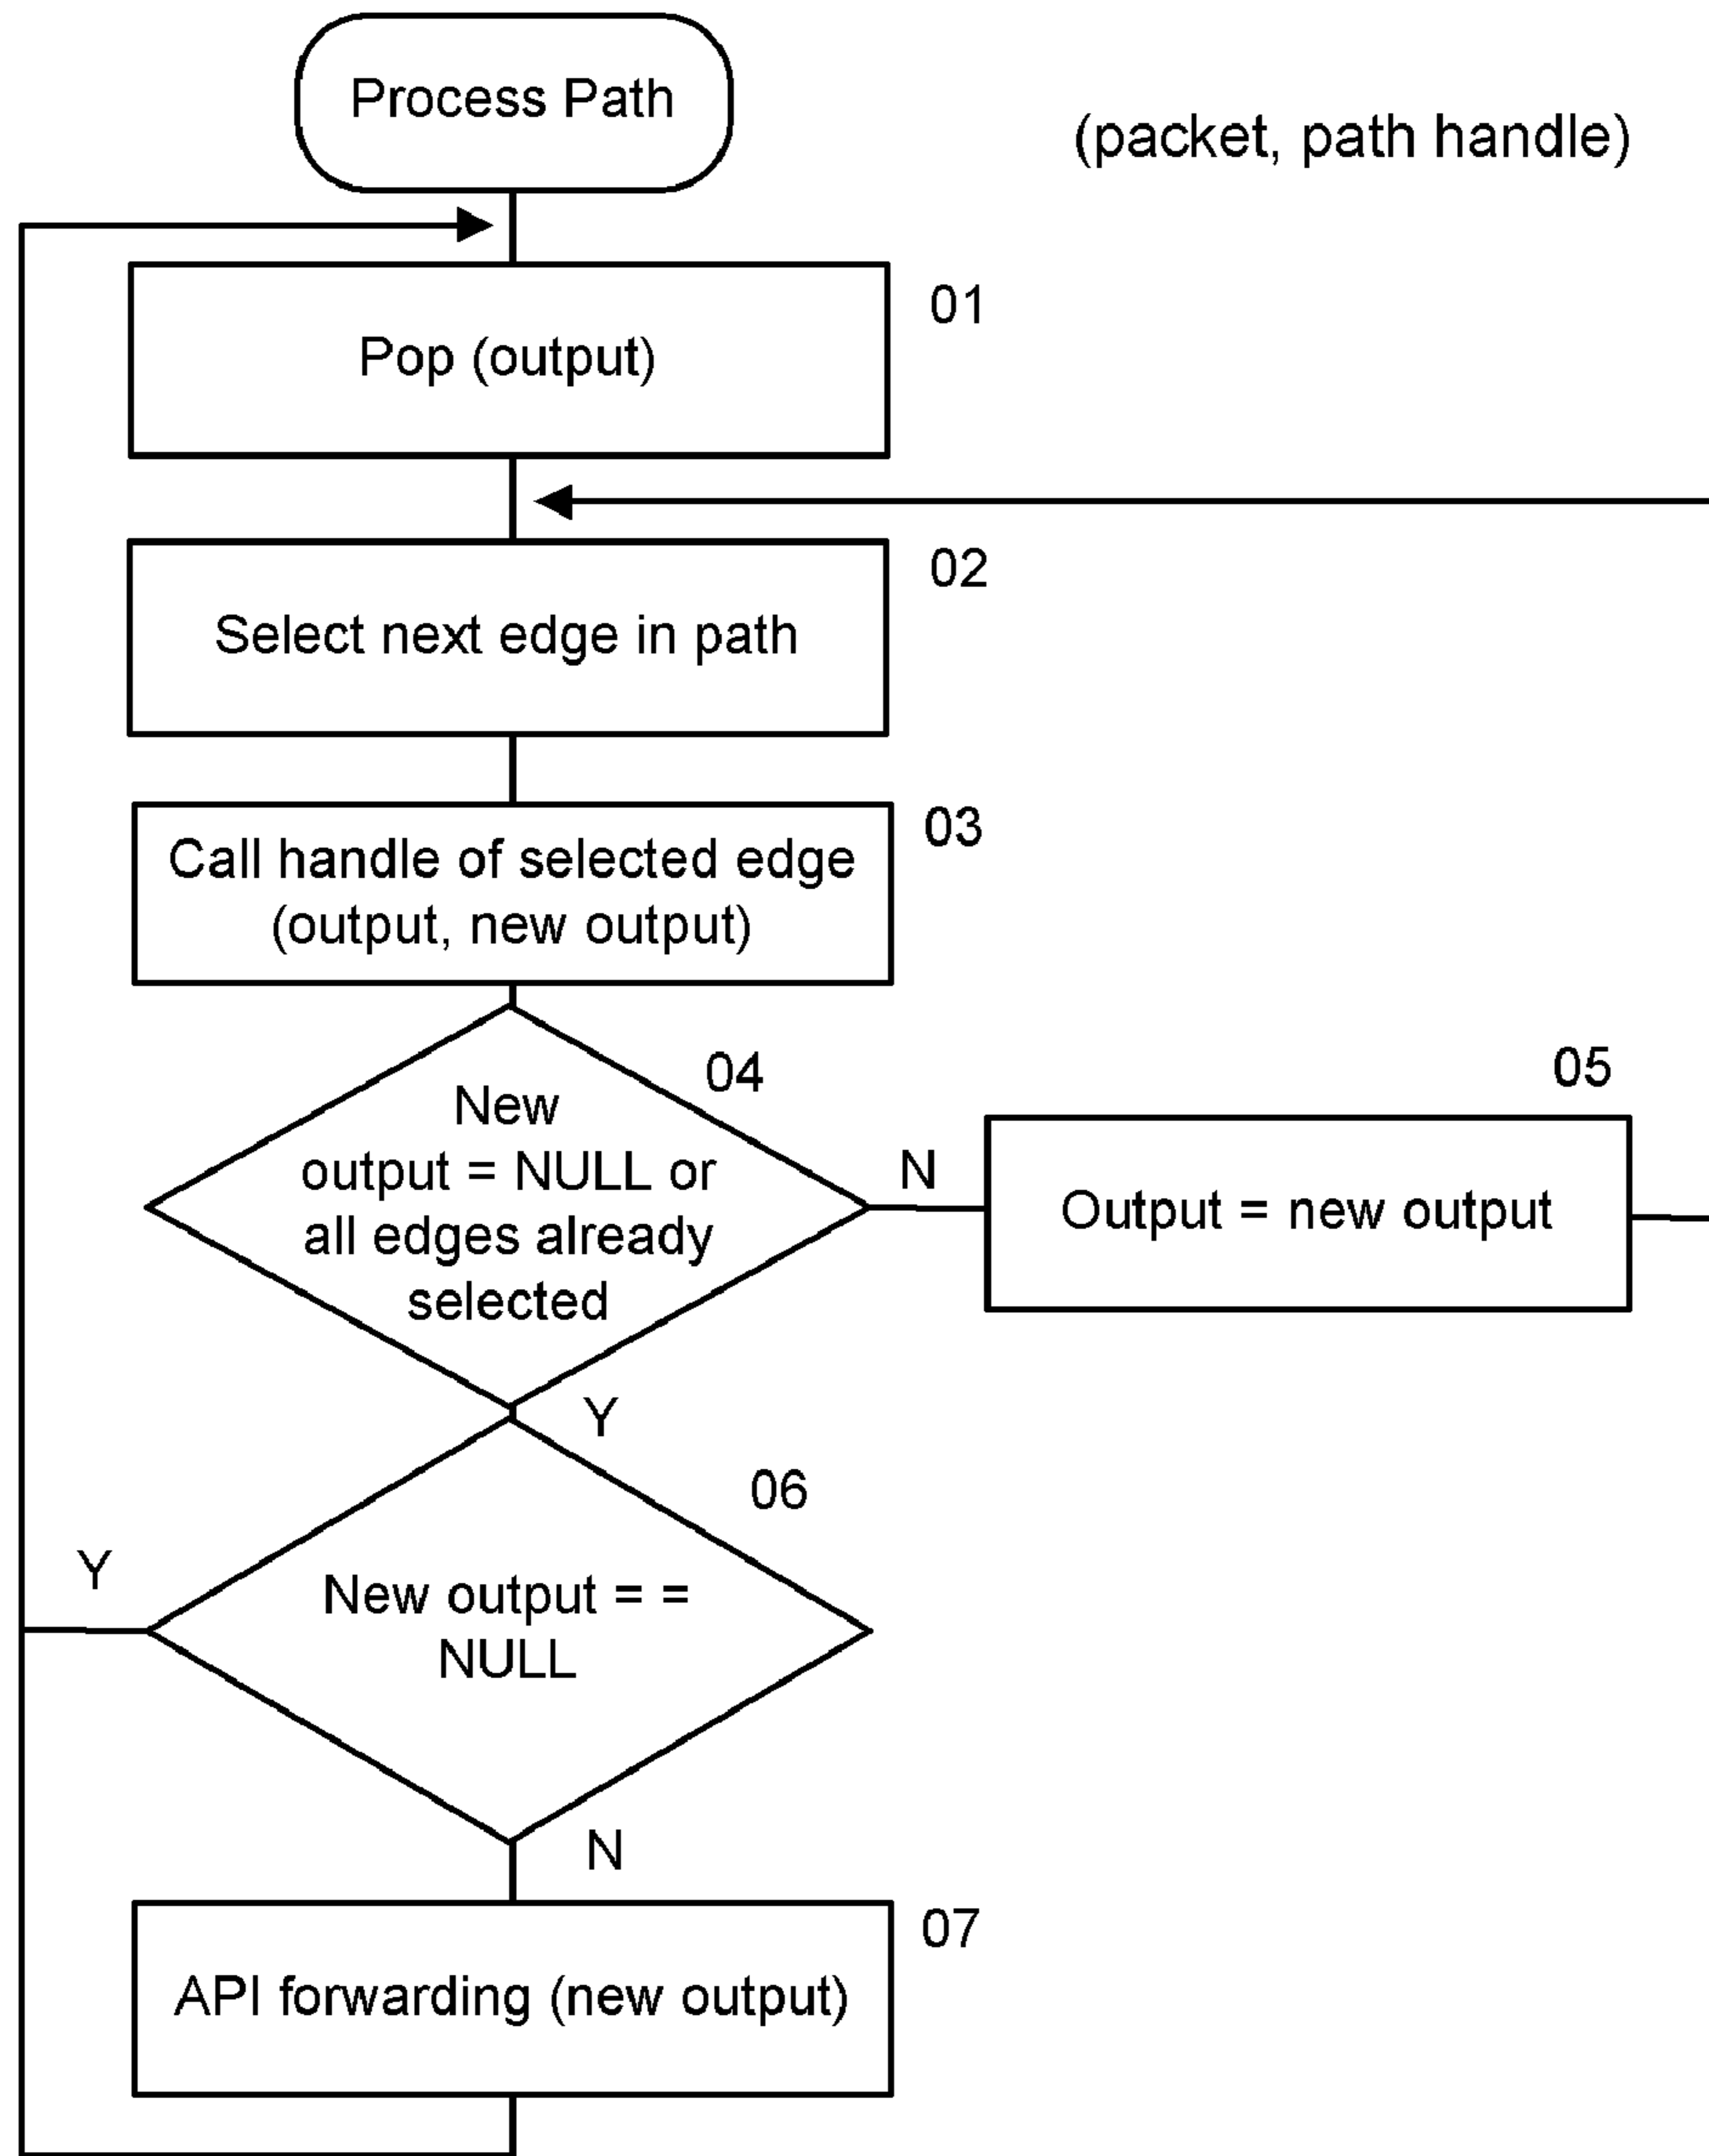 Process Path
(packet, path handle)
01
Pop (output)
02
Select next edge in path
03
Call handle of selected edge
(output, new output)
04
New
output = NULL or
all edges already
selected
N
05
Output = new output
Y
06
Y
New output = =
NULL
N
07
API forwarding (new output)